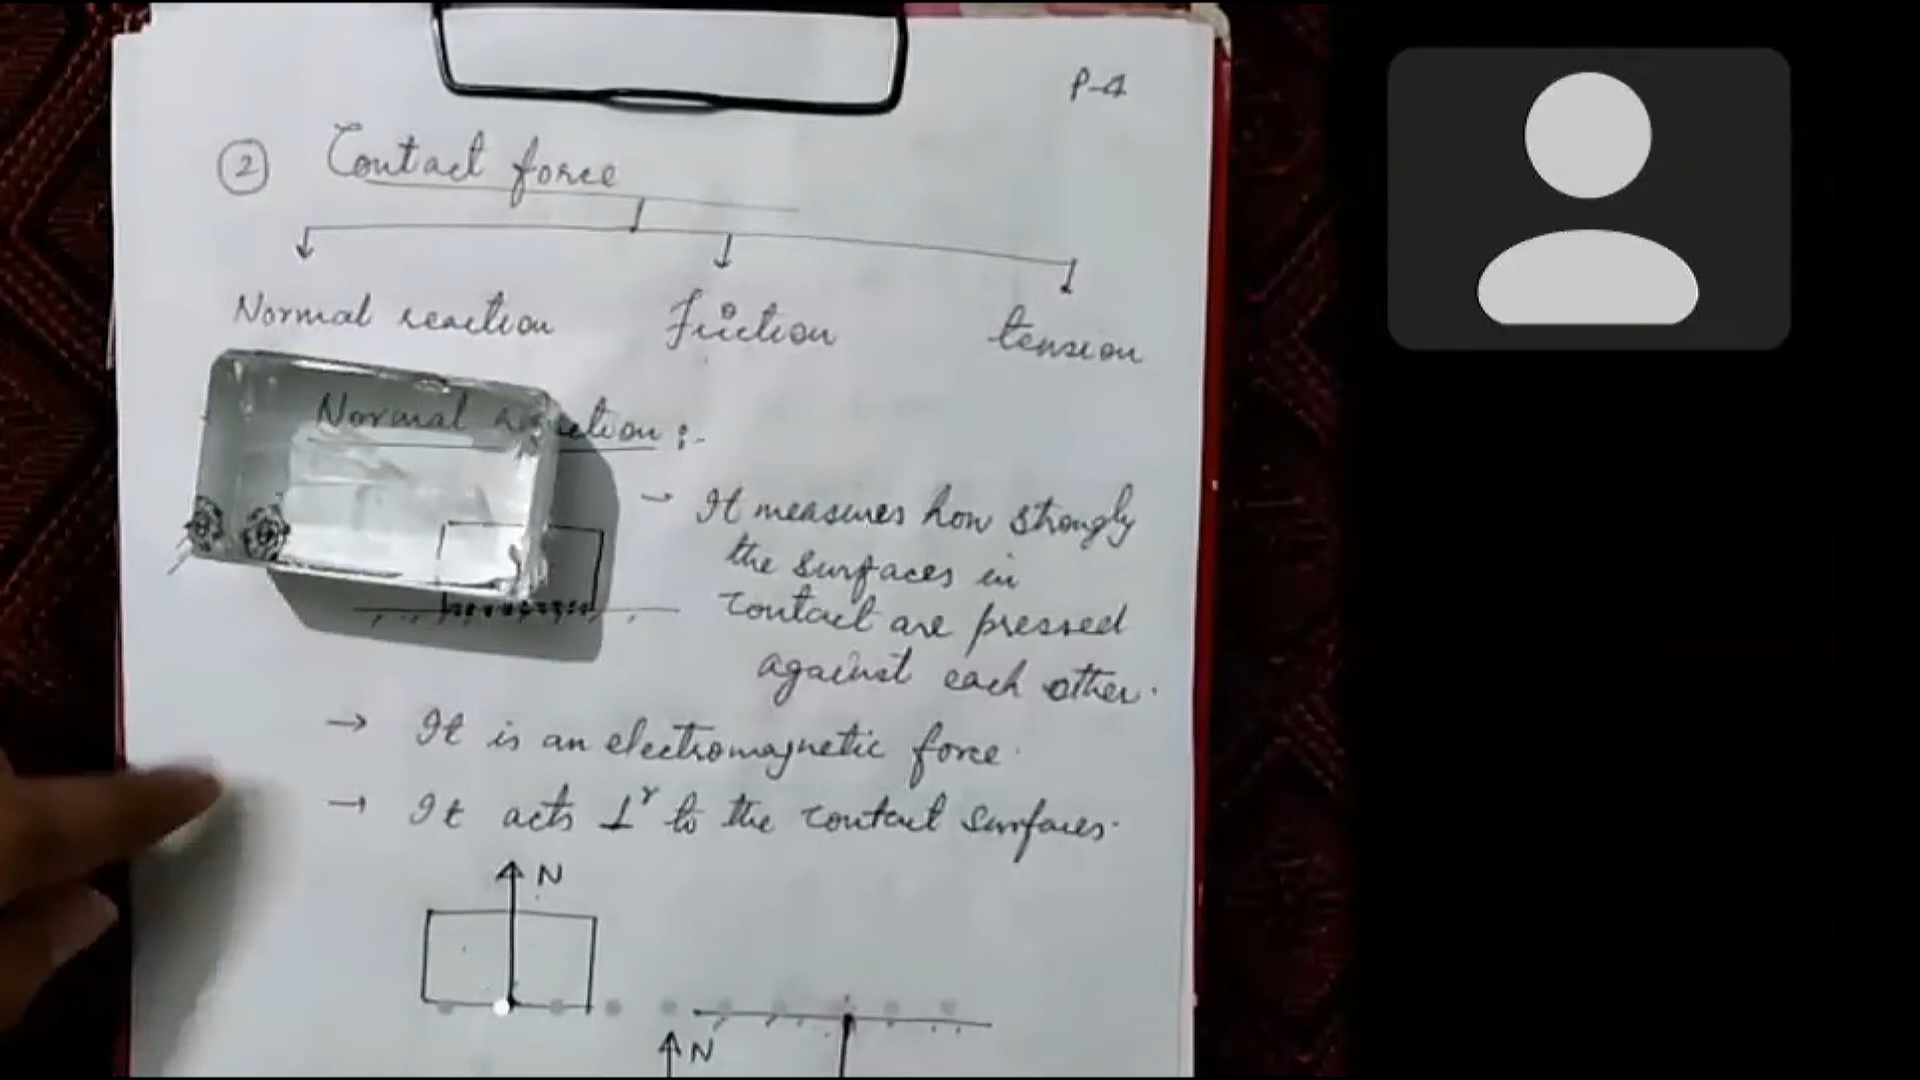 P-4
② Contact force
Normal reaction Friction tension
Normal reaction :-
→ It measures how strongly
the surfaces in
contact are pressed
against each other.
→ It is an electromagnetic force.
→ It acts ⊥r to the contact surfaces.
N
N